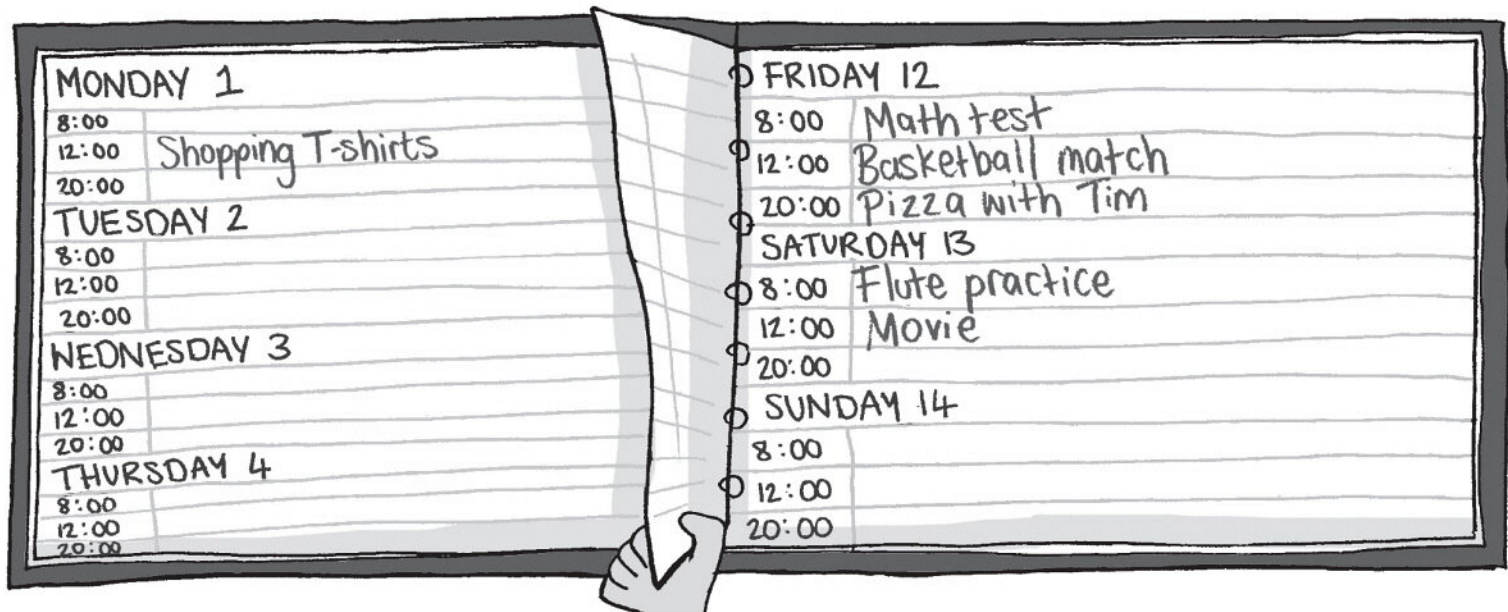 MONDAY 1
8:00
12:00 Shopping T-shirts
20:00
TUESDAY 2
8:00
12:00
20:00
WEDNESDAY 3
8:00
12:00
20:00
THURSDAY 4
8:00
12:00
20:00
FRIDAY 12
8:00 Math test
12:00 Basketball match
20:00 Pizza with Tim
SATURDAY 13
8:00 Flute practice
12:00 Movie
20:00
SUNDAY 14
8:00
12:00
20:00